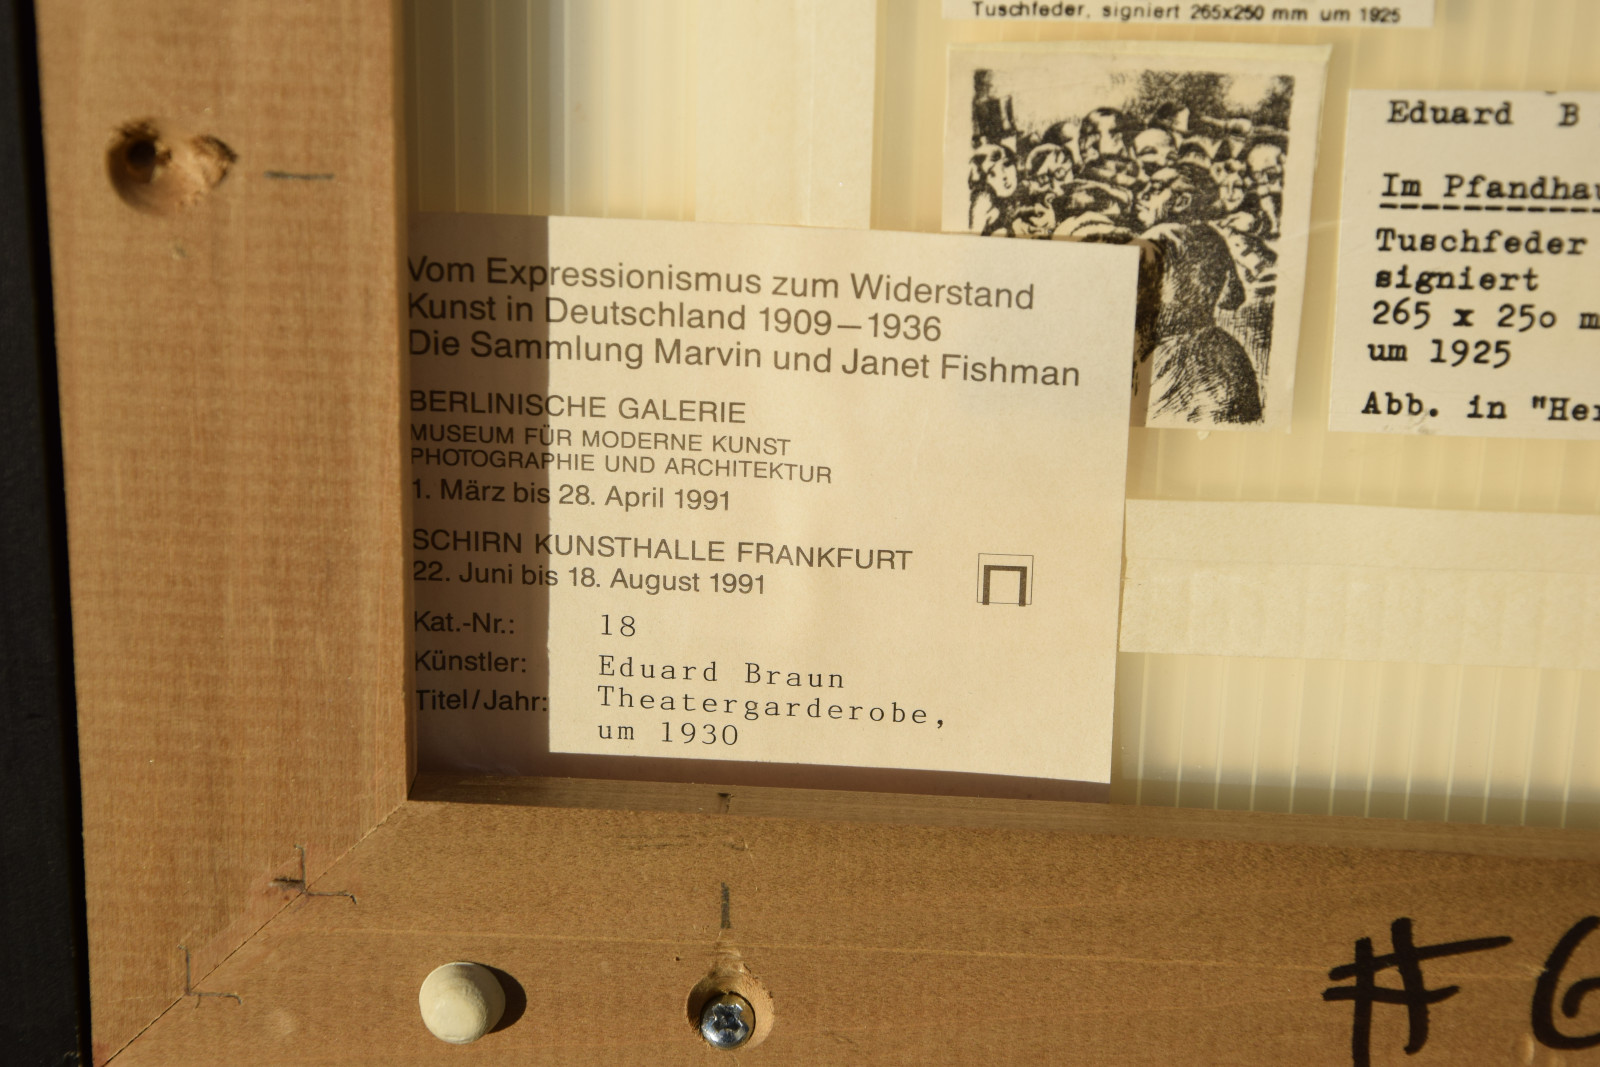 Tuschfeder, signiert 265x250 mm um 1925
Eduard B
Im Pfandhau
Tuschfeder
signiert
265 x 250 m
um 1925
Abb. in "Her
Vom Expressionismus zum Widerstand
Kunst in Deutschland 1909–1936
Die Sammlung Marvin und Janet Fishman
BERLINISCHE GALERIE
MUSEUM FÜR MODERNE KUNST
PHOTOGRAPHIE UND ARCHITEKTUR
1. März bis 28. April 1991
SCHIRN KUNSTHALLE FRANKFURT
22. Juni bis 18. August 1991
Kat.-Nr.: 18
Künstler: Eduard Braun
Titel/Jahr: Theatergarderobe,
um 1930
# 6